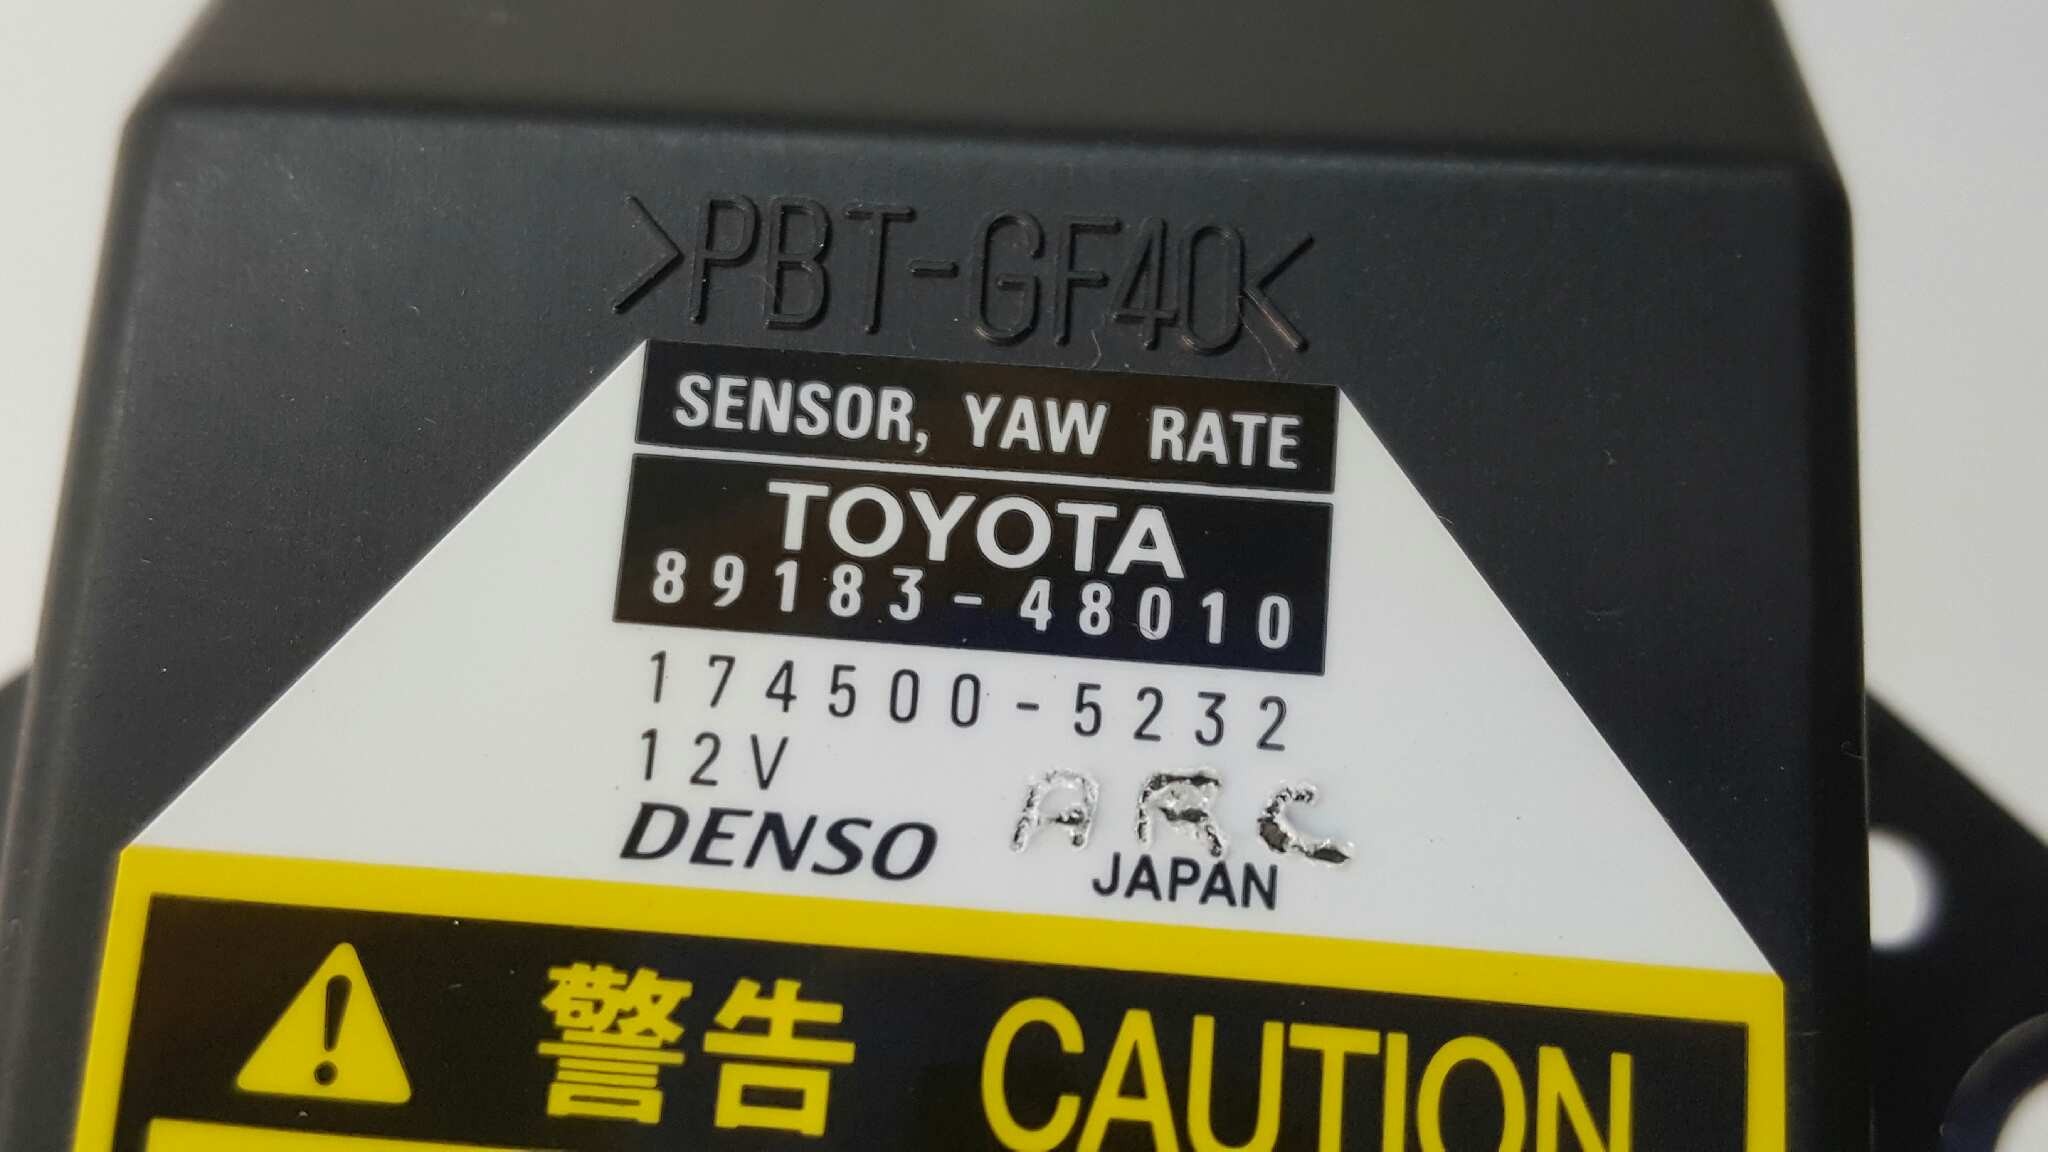 >PBT-GF40<
SENSOR, YAW RATE
TOYOTA
89183-48010
174500-5232
12V
DENSO
ARC
JAPAN
警告 CAUTION